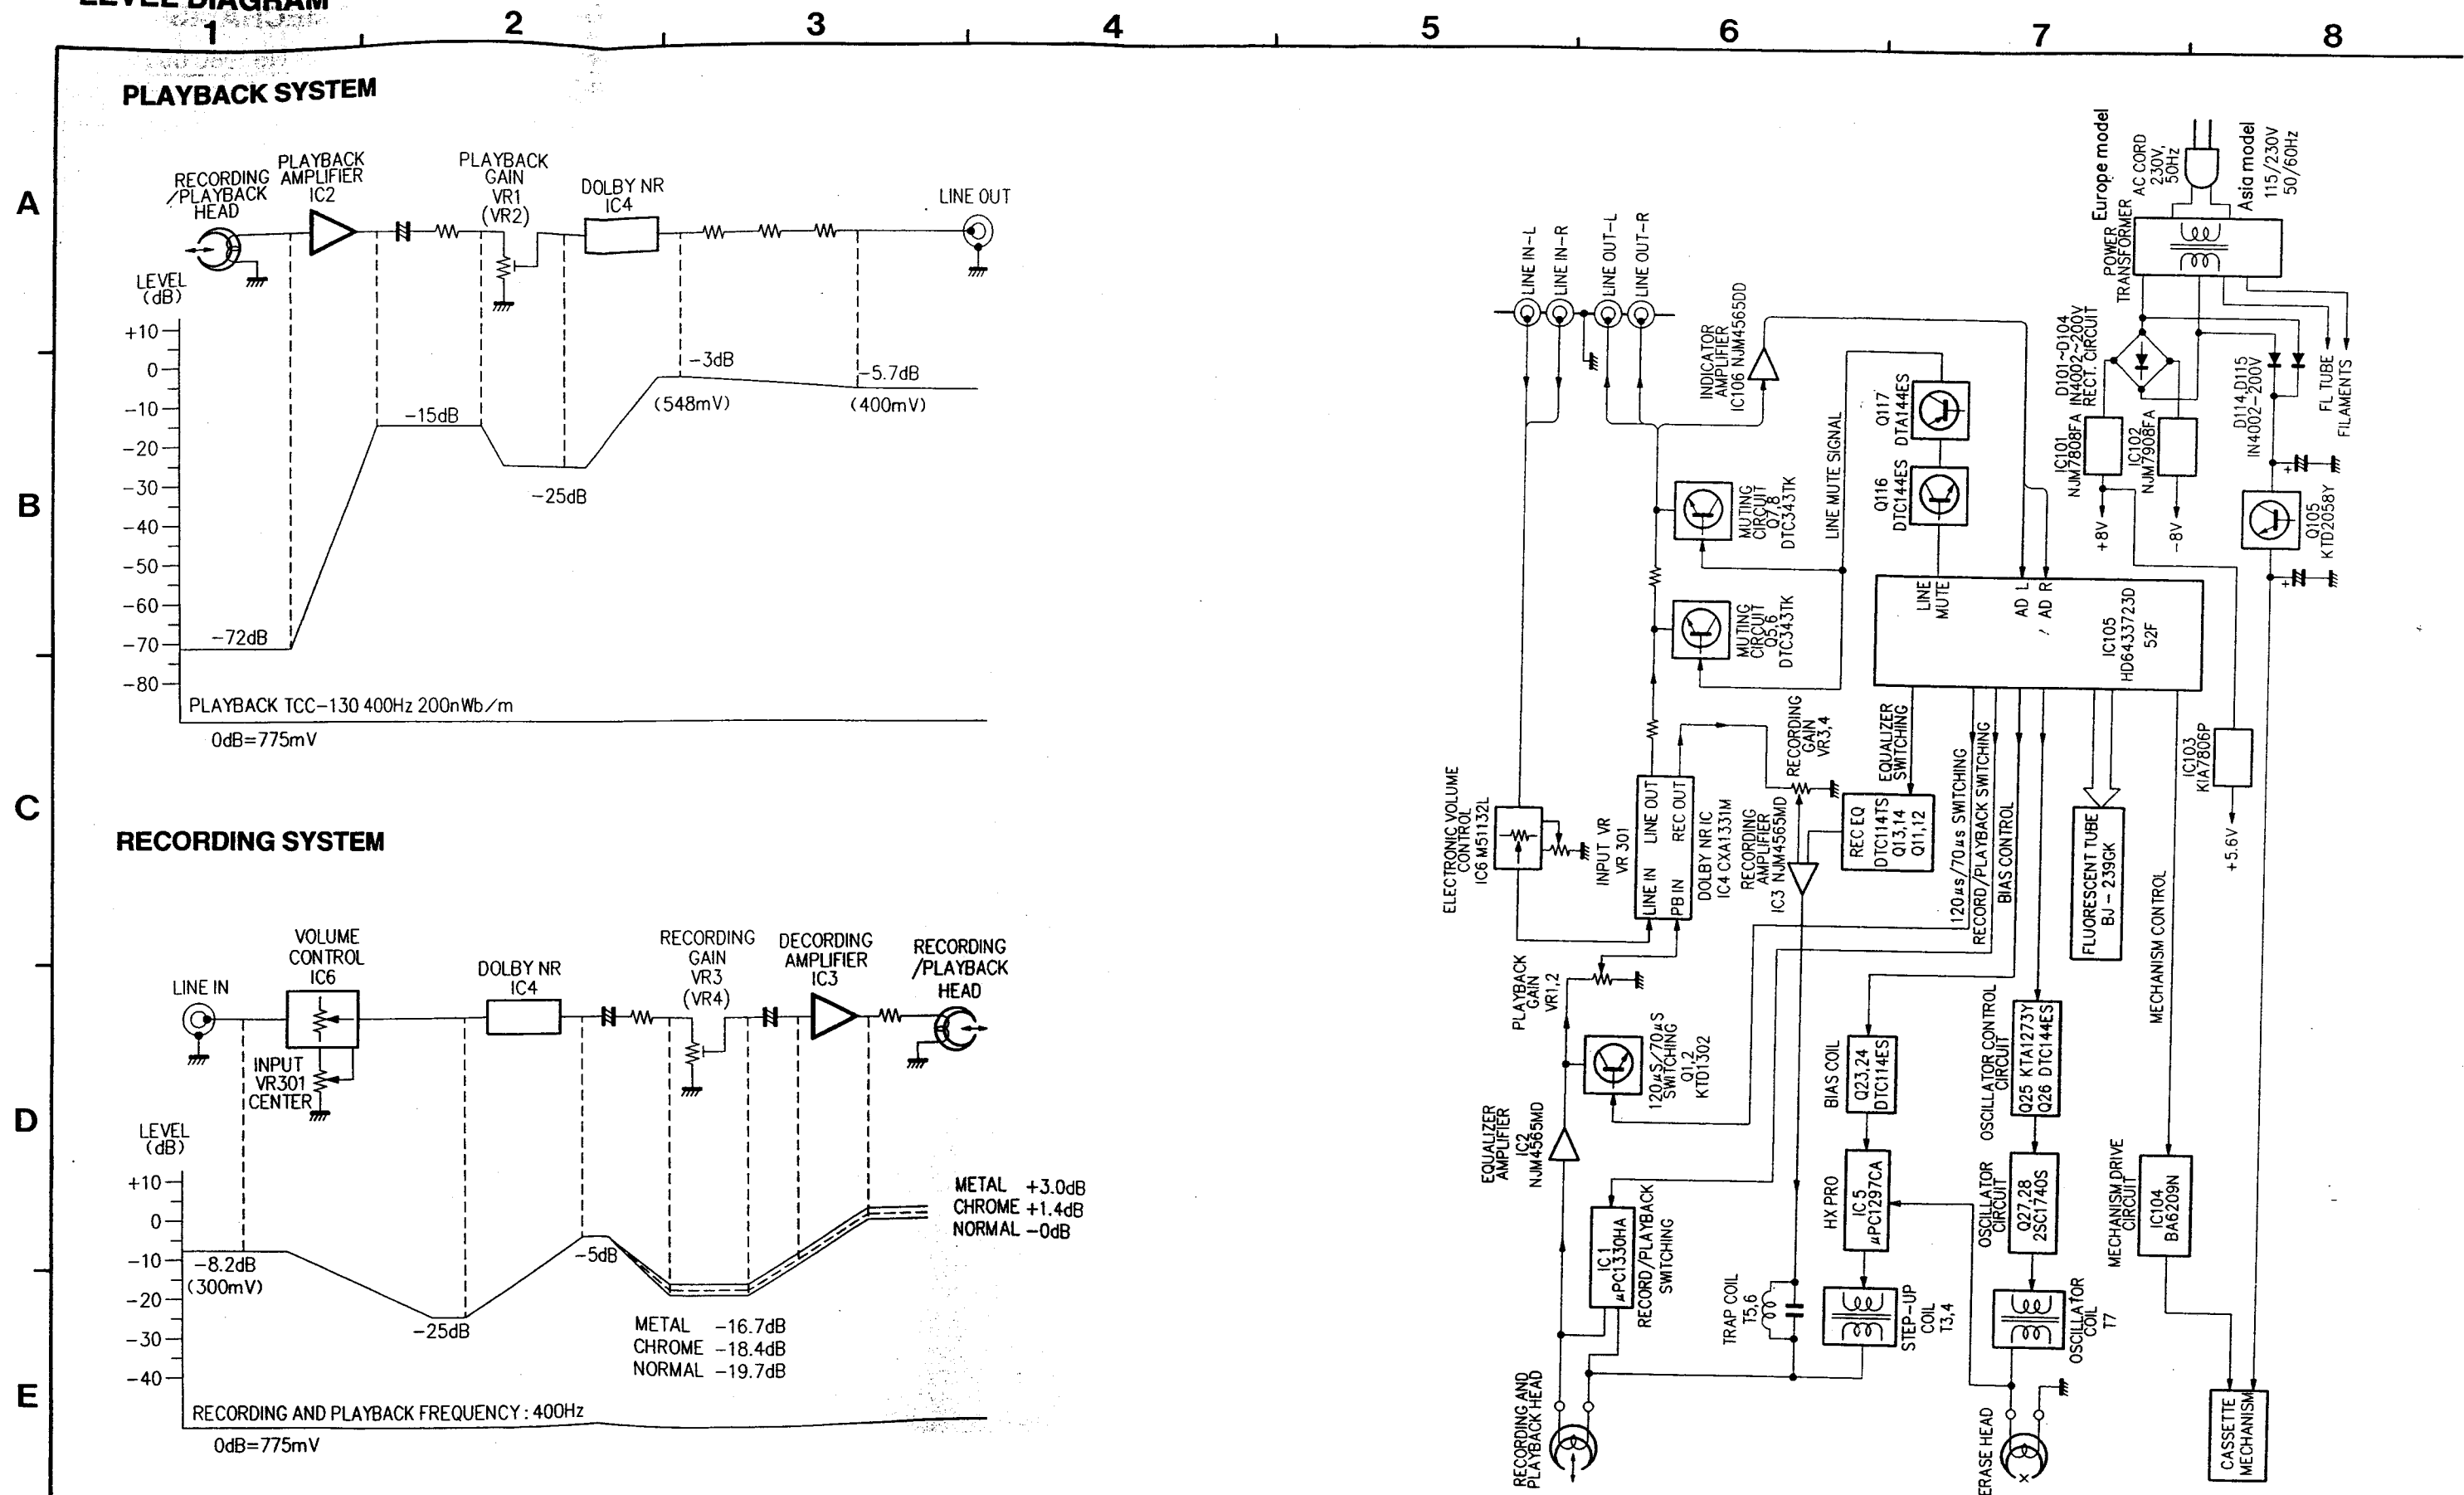 LEVEL DIAGRAM
1 2 3 4 5 6 7 8
A
B
C
D
E
PLAYBACK SYSTEM
RECORDING
/PLAYBACK
HEAD
PLAYBACK
AMPLIFIER
IC2
PLAYBACK
GAIN
VR1
(VR2)
DOLBY NR
IC4
LINE OUT
LEVEL
(dB)
+10
0
-10
-20
-30
-40
-50
-60
-70
-80
-72dB
-15dB
-25dB
-3dB
(548mV)
-5.7dB
(400mV)
PLAYBACK TCC-130 400Hz 200nWb/m
0dB=775mV
RECORDING SYSTEM
LINE IN
VOLUME
CONTROL
IC6
INPUT
VR301
CENTER
DOLBY NR
IC4
RECORDING
GAIN
VR3
(VR4)
DECORDING
AMPLIFIER
IC3
RECORDING
/PLAYBACK
HEAD
LEVEL
(dB)
+10
0
-10
-20
-30
-40
-8.2dB
(300mV)
-25dB
-5dB
METAL -16.7dB
CHROME -18.4dB
NORMAL -19.7dB
METAL +3.0dB
CHROME +1.4dB
NORMAL -0dB
RECORDING AND PLAYBACK FREQUENCY : 400Hz
0dB=775mV
LINE IN-L
LINE IN-R
LINE OUT-L
LINE OUT-R
INDICATOR
AMPLIFIER
IC106 NJM4565DD
LINE MUTE SIGNAL
Q117
DTA144ES
Q116
DTC144ES
MUTING
CIRCUIT
Q7,8
DTC343TK
MUTING
CIRCUIT
Q5,6
DTC343TK
Europe model
AC CORD
230V,
50Hz
Asia model
115/230V
50/60Hz
POWER
TRANSFORMER
D101~D104
IN4002~200V
RECT. CIRCUIT
IC101
NJM7808FA
IC102
NJM7908FA
+8V
-8V
D114,D115
IN4002-200V
FL TUBE
FILAMENTS
Q105
KTD2058Y
LINE
MUTE
AD L
/ AD R
IC105
HD6433723D
52F
IC103
KIA7806P
+5.6V
ELECTRONIC VOLUME
CONTROL
IC6 M51132L
INPUT VR
VR 301
LINE IN
LINE OUT
PB IN
REC OUT
DOLBY NR IC
IC4 CXA1331M
RECORDING
AMPLIFIER
IC3 NJM4565MD
RECORDING
GAIN
VR3,4
EQUALIZER
SWITCHING
REC EQ
DTC114TS
Q13,14
Q11,12
120µs/70µs SWITCHING
RECORD/PLAYBACK SWITCHING
BIAS CONTROL
FLUORESCENT TUBE
BJ-239GK
MECHANISM CONTROL
PLAYBACK
GAIN
VR1,2
120µS/70µS
SWITCHING
Q1,2
KTD1302
EQUALIZER
AMPLIFIER
IC2
NJM4565MD
BIAS COIL
Q23,24
DTC114ES
OSCILLATOR CONTROL
CIRCUIT
Q25 KTA1273Y
Q26 DTC144ES
HX PRO
IC5
µPC1297CA
OSCILLATOR
CIRCUIT
Q27,28
2SC1740S
MECHANISM DRIVE
CIRCUIT
IC104
BA6209N
IC1
µPC1330HA
RECORD/PLAYBACK
SWITCHING
TRAP COIL
T5,6
STEP-UP
COIL
T3,4
OSCILLATOR
COIL
T7
RECORDING AND
PLAYBACK HEAD
ERASE HEAD
CASSETTE
MECHANISM